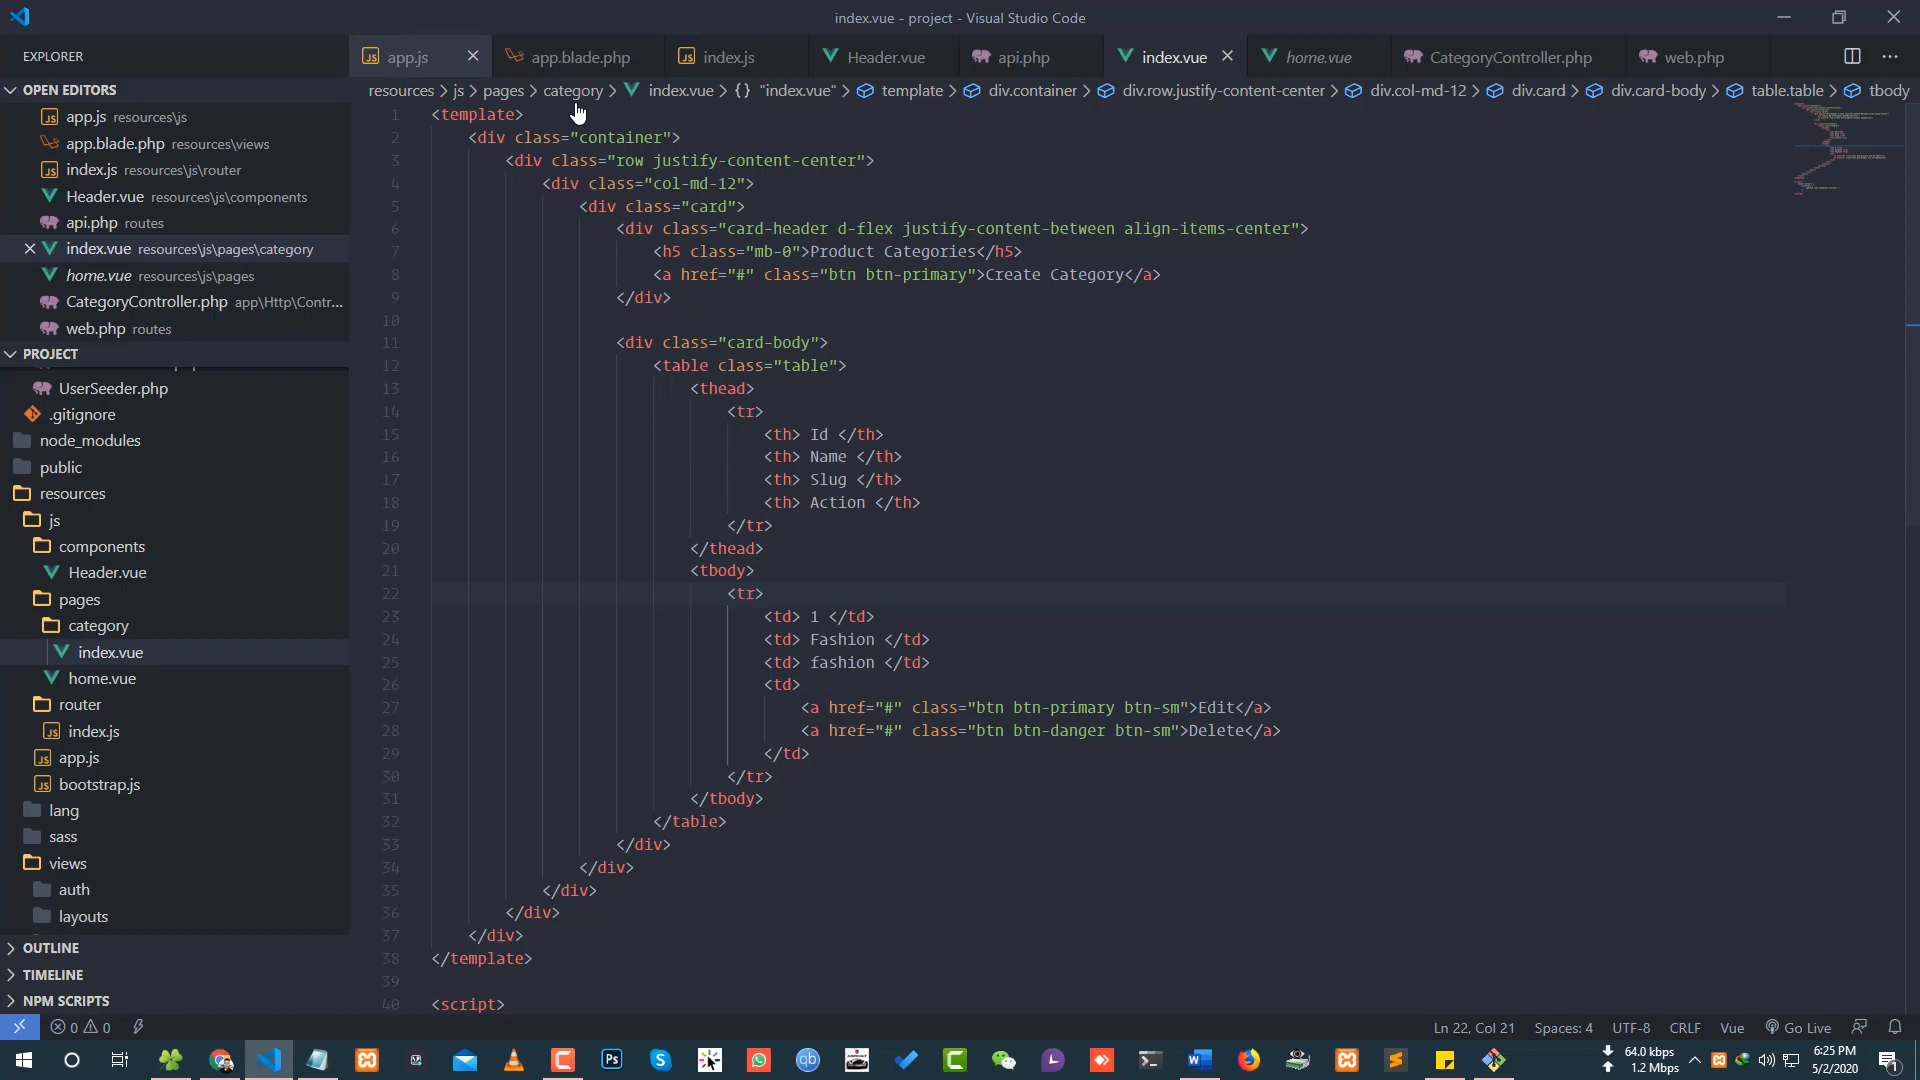 index.vue - project - Visual Studio Code
EXPLORER
app.js
app.blade.php
index.js
Header.vue
api.php
index.vue
home.vue
CategoryController.php
web.php
OPEN EDITORS
resources > js > pages > category > index.vue > {} "index.vue" > template > div.container > div.row.justify-content-center > div.col-md-12 > div.card > div.card-body > table.table > tbody
app.js resources\js
app.blade.php resources\views
index.js resources\js\router
Header.vue resources\js\components
api.php routes
index.vue resources\js\pages\category
home.vue resources\js\pages
CategoryController.php app\Http\Contr...
web.php routes
PROJECT
UserSeeder.php
.gitignore
node_modules
public
resources
js
components
Header.vue
pages
category
index.vue
home.vue
router
index.js
app.js
bootstrap.js
lang
sass
views
auth
layouts
OUTLINE
TIMELINE
NPM SCRIPTS
1 <template>
2 <div class="container">
3 <div class="row justify-content-center">
4 <div class="col-md-12">
5 <div class="card">
6 <div class="card-header d-flex justify-content-between align-items-center">
7 <h5 class="mb-0">Product Categories</h5>
8 <a href="#" class="btn btn-primary">Create Category</a>
9 </div>
10
11 <div class="card-body">
12 <table class="table">
13 <thead>
14 <tr>
15 <th> Id </th>
16 <th> Name </th>
17 <th> Slug </th>
18 <th> Action </th>
19 </tr>
20 </thead>
21 <tbody>
22 <tr>
23 <td> 1 </td>
24 <td> Fashion </td>
25 <td> fashion </td>
26 <td>
27 <a href="#" class="btn btn-primary btn-sm">Edit</a>
28 <a href="#" class="btn btn-danger btn-sm">Delete</a>
29 </td>
30 </tr>
31 </tbody>
32 </table>
33 </div>
34 </div>
35 </div>
36 </div>
37 </div>
38 </template>
39
40 <script>
0 0
Ln 22, Col 21
Spaces: 4
UTF-8
CRLF
Vue
Go Live
64.0 kbps
1.2 Mbps
6:25 PM
5/2/2020